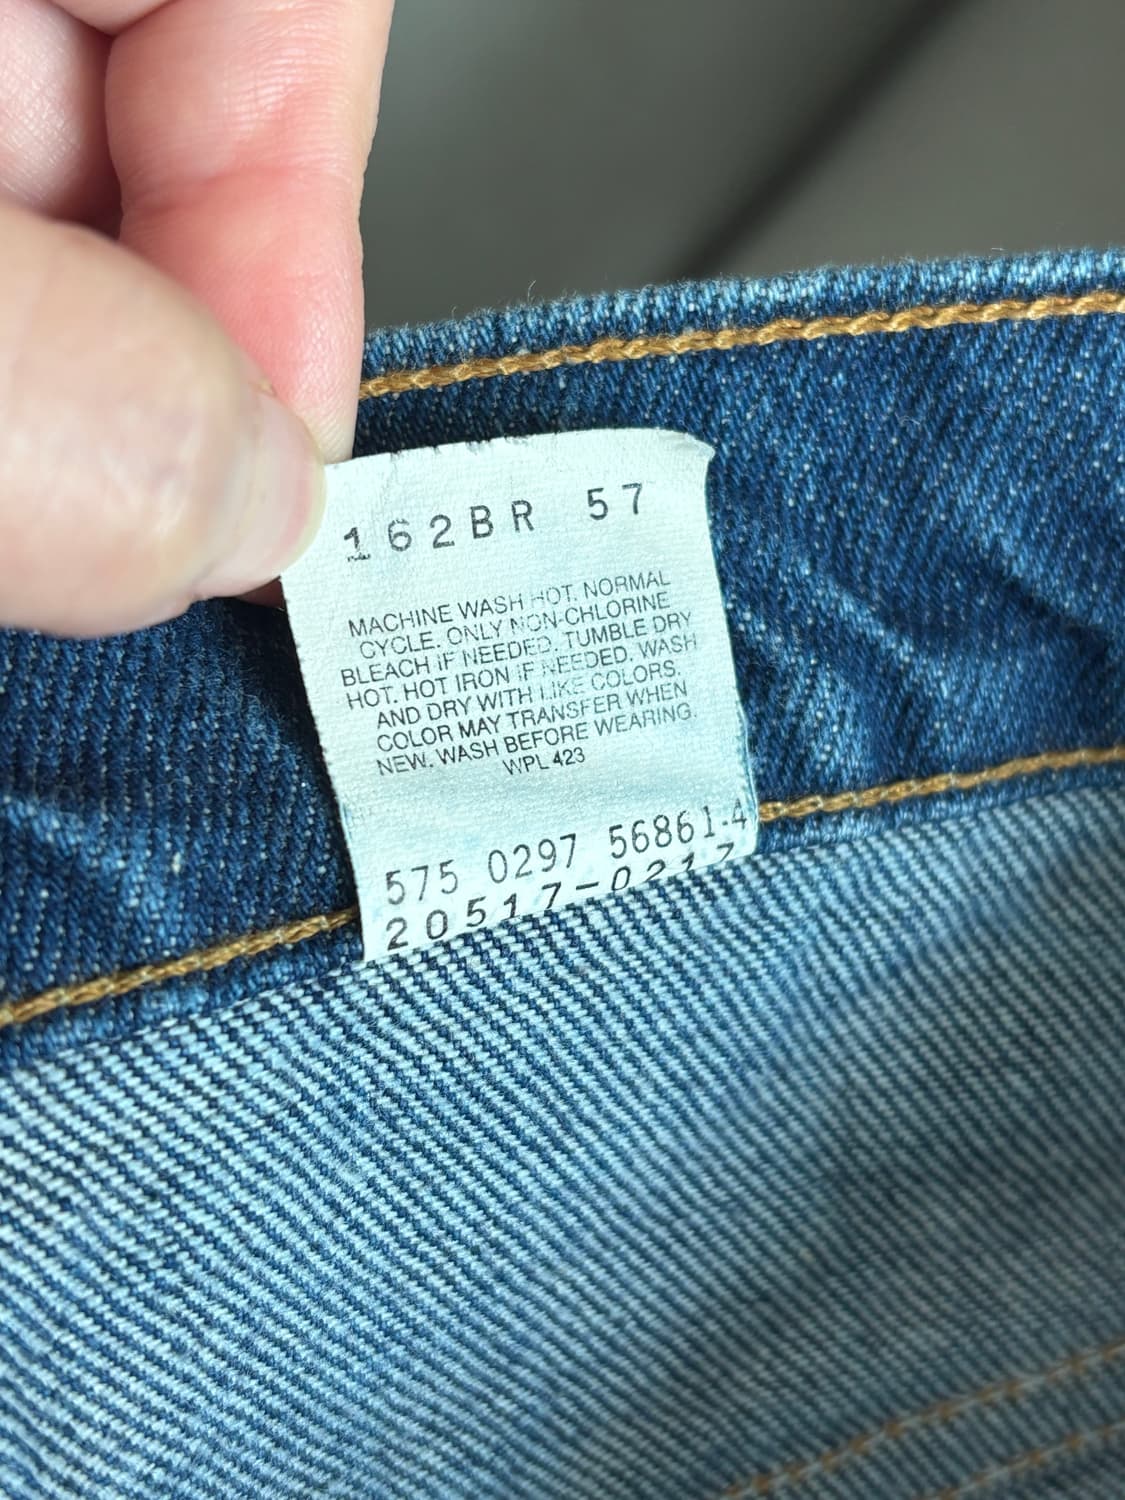 162BR 57
MACHINE WASH HOT. NORMAL
CYCLE. ONLY NON-CHLORINE
BLEACH IF NEEDED. TUMBLE DRY
HOT. HOT IRON IF NEEDED. WASH
AND DRY WITH LIKE COLORS.
COLOR MAY TRANSFER WHEN
NEW. WASH BEFORE WEARING.
WPL 423
575 0297 56861-4
20517-0217